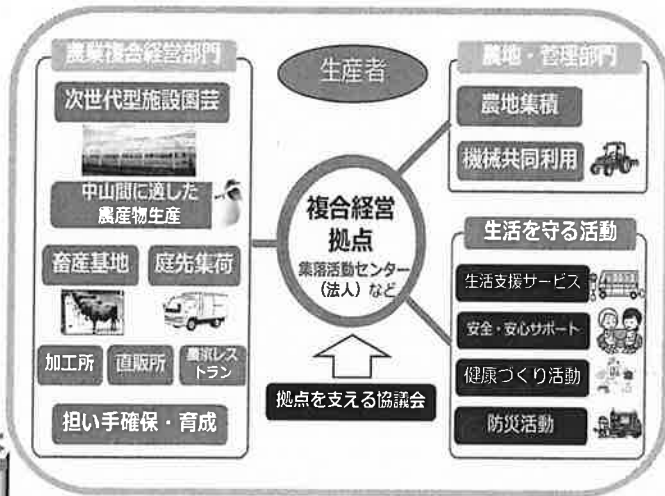 農業複合経営部門
次世代型施設園芸
中山間に適した
農産物生産
畜産基地
庭先集荷
加工所
直販所
農家レス
トラン
担い手確保・育成
生産者
複合経営
拠点
集落活動センター
(法人)など
拠点を支える協議会
農地・管理部門
農地集積
機械共同利用
生活を守る活動
生活支援サービス
安全・安心サポート
健康づくり活動
防災活動